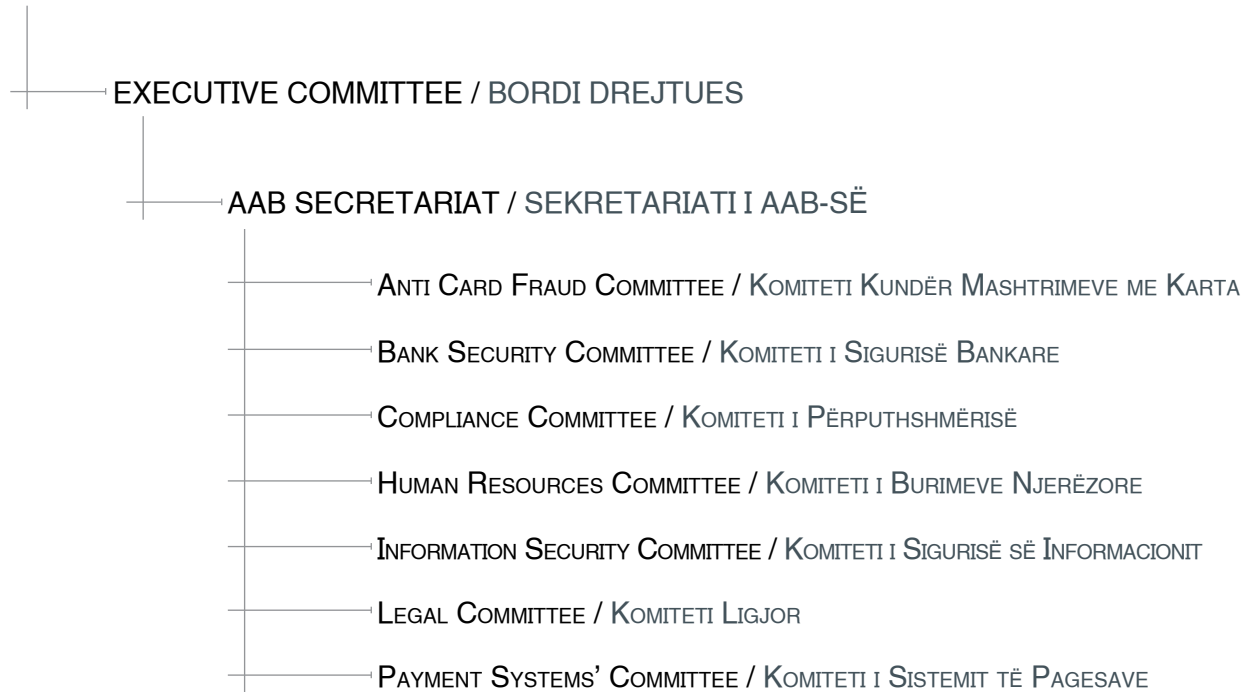 EXECUTIVE COMMITTEE / BORDI DREJTUES
AAB SECRETARIAT / SEKRETARIATI I AAB-SË
Anti Card Fraud Committee / Komiteti Kundër Mashtrimeve me Karta
Bank Security Committee / Komiteti i Sigurisë Bankare
Compliance Committee / Komiteti i Përputhshmërisë
Human Resources Committee / Komiteti i Burimeve Njerëzore
Information Security Committee / Komiteti i Sigurisë së Informacionit
Legal Committee / Komiteti Ligjor
Payment Systems’ Committee / Komiteti i Sistemit të Pagesave